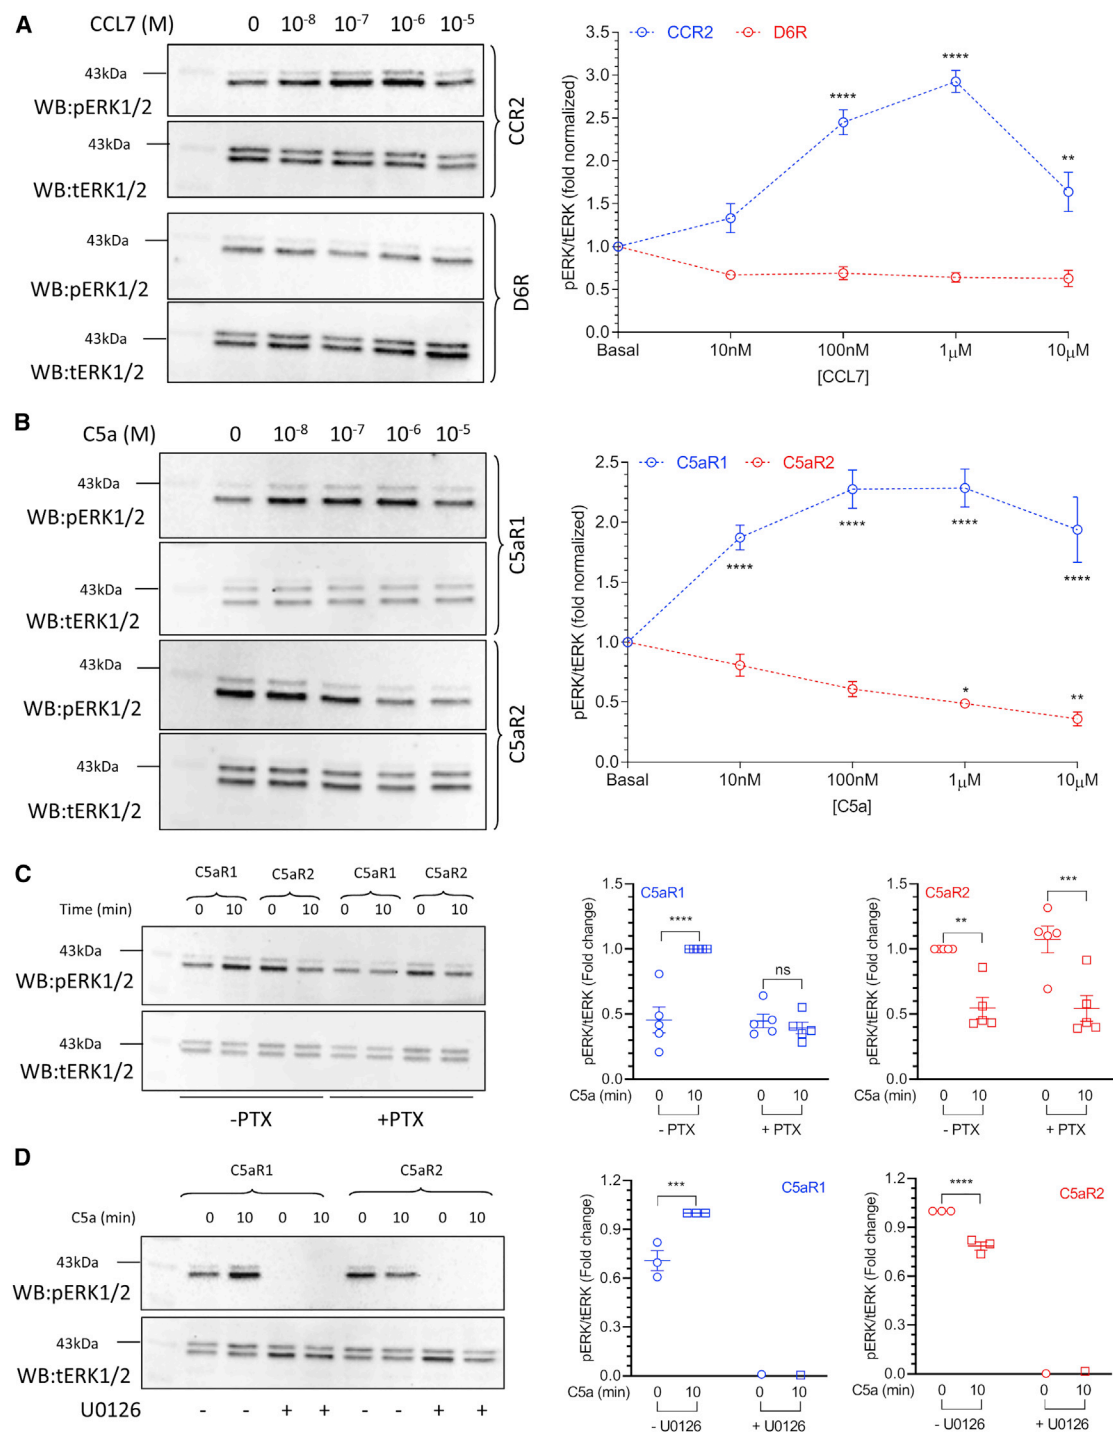 A
CCL7 (M) 0 10⁻⁸ 10⁻⁷ 10⁻⁶ 10⁻⁵
43kDa
WB:pERK1/2
43kDa
WB:tERK1/2
CCR2
43kDa
WB:pERK1/2
43kDa
WB:tERK1/2
D6R
CCR2 D6R
pERK/tERK (fold normalized)
3.5
3.0
2.5
2.0
1.5
1.0
0.5
0.0
**** **** **
Basal 10nM 100nM 1μM 10μM
[CCL7]
B
C5a (M) 0 10⁻⁸ 10⁻⁷ 10⁻⁶ 10⁻⁵
43kDa
WB:pERK1/2
43kDa
WB:tERK1/2
C5aR1
43kDa
WB:pERK1/2
43kDa
WB:tERK1/2
C5aR2
C5aR1 C5aR2
pERK/tERK (fold normalized)
2.5
2.0
1.5
1.0
0.5
0.0
**** **** **** ****
* **
Basal 10nM 100nM 1μM 10μM
[C5a]
C
C5aR1 C5aR2 C5aR1 C5aR2
Time (min) 0 10 0 10 0 10 0 10
43kDa
WB:pERK1/2
43kDa
WB:tERK1/2
-PTX +PTX
C5aR1
pERK/tERK (Fold change)
1.5
1.0
0.5
0.0
**** ns
C5a (min) 0 10 0 10
- PTX + PTX
C5aR2
pERK/tERK (Fold change)
1.5
1.0
0.5
0.0
** ***
C5a (min) 0 10 0 10
- PTX + PTX
D
C5aR1 C5aR2
C5a (min) 0 10 0 10 0 10 0 10
43kDa
WB:pERK1/2
43kDa
WB:tERK1/2
U0126 - - + + - - + +
C5aR1
pERK/tERK (Fold change)
1.2
0.9
0.6
0.3
0.0
***
C5a (min) 0 10 0 10
- U0126 + U0126
C5aR2
pERK/tERK (Fold change)
1.2
0.9
0.6
0.3
0.0
****
C5a (min) 0 10 0 10
- U0126 + U0126